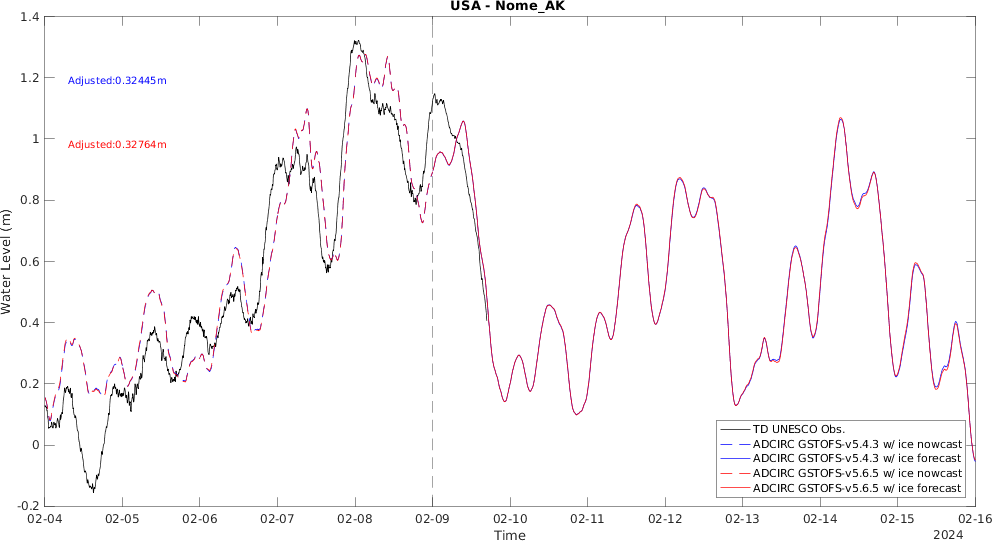 USA - Nome_AK
1.4
1.2
1
0.8
0.6
0.4
0.2
0
-0.2
Water Level (m)
Adjusted:0.32445m
Adjusted:0.32764m
TD UNESCO Obs.
ADCIRC GSTOFS-v5.4.3 w/ ice nowcast
ADCIRC GSTOFS-v5.4.3 w/ ice forecast
ADCIRC GSTOFS-v5.6.5 w/ ice nowcast
ADCIRC GSTOFS-v5.6.5 w/ ice forecast
02-04 02-05 02-06 02-07 02-08 02-09 02-10 02-11 02-12 02-13 02-14 02-15 02-16
Time
2024